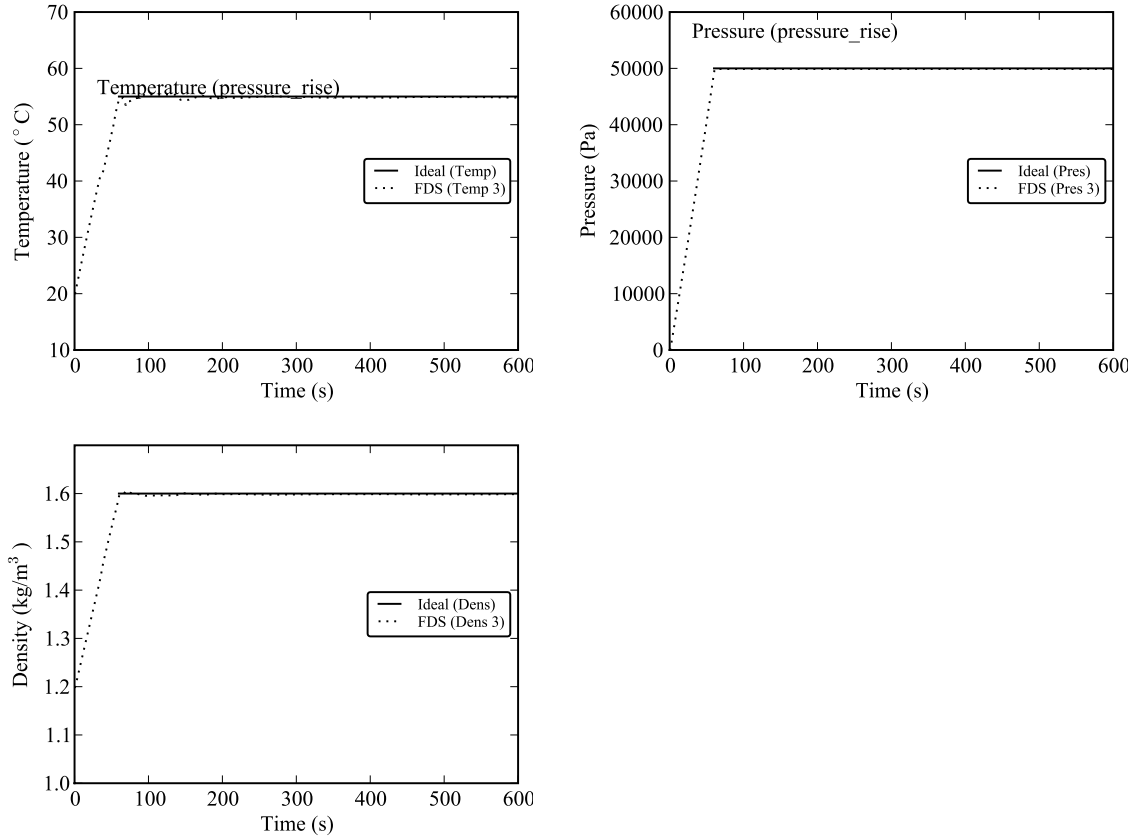 70
60
50
40
30
20
10
Temperature (°C)
Temperature (pressure_rise)
Ideal (Temp)
FDS (Temp 3)
0 100 200 300 400 500 600
Time (s)
60000
50000
40000
30000
20000
10000
0
Pressure (Pa)
Pressure (pressure_rise)
Ideal (Pres)
FDS (Pres 3)
0 100 200 300 400 500 600
Time (s)
1.6
1.5
1.4
1.3
1.2
1.1
1.0
Density (kg/m³)
Ideal (Dens)
FDS (Dens 3)
0 100 200 300 400 500 600
Time (s)